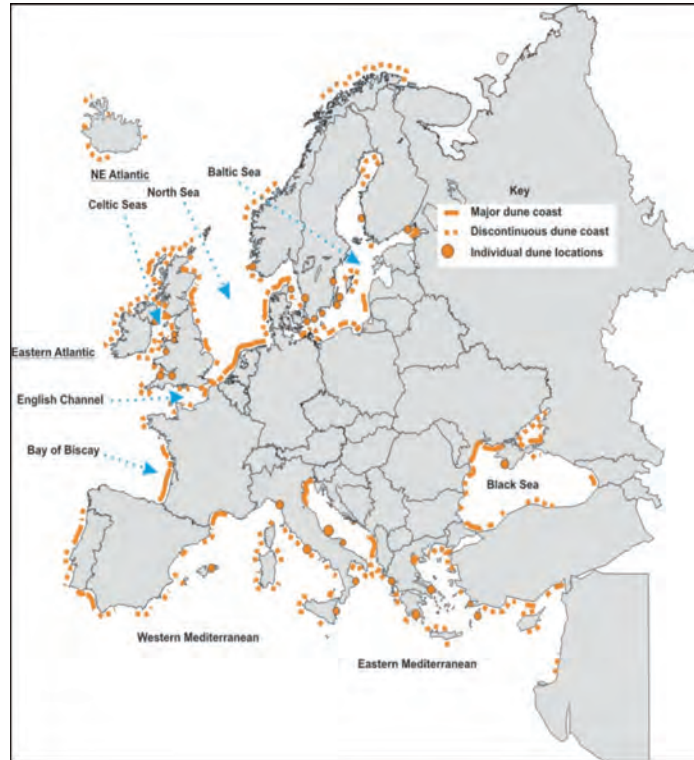 NE Atlantic
North Sea
Celtic Seas
Baltic Sea
Key
Major dune coast
Discontinuous dune coast
Individual dune locations
Eastern Atlantic
English Channel
Bay of Biscay
Black Sea
Western Mediterranean
Eastern Mediterranean